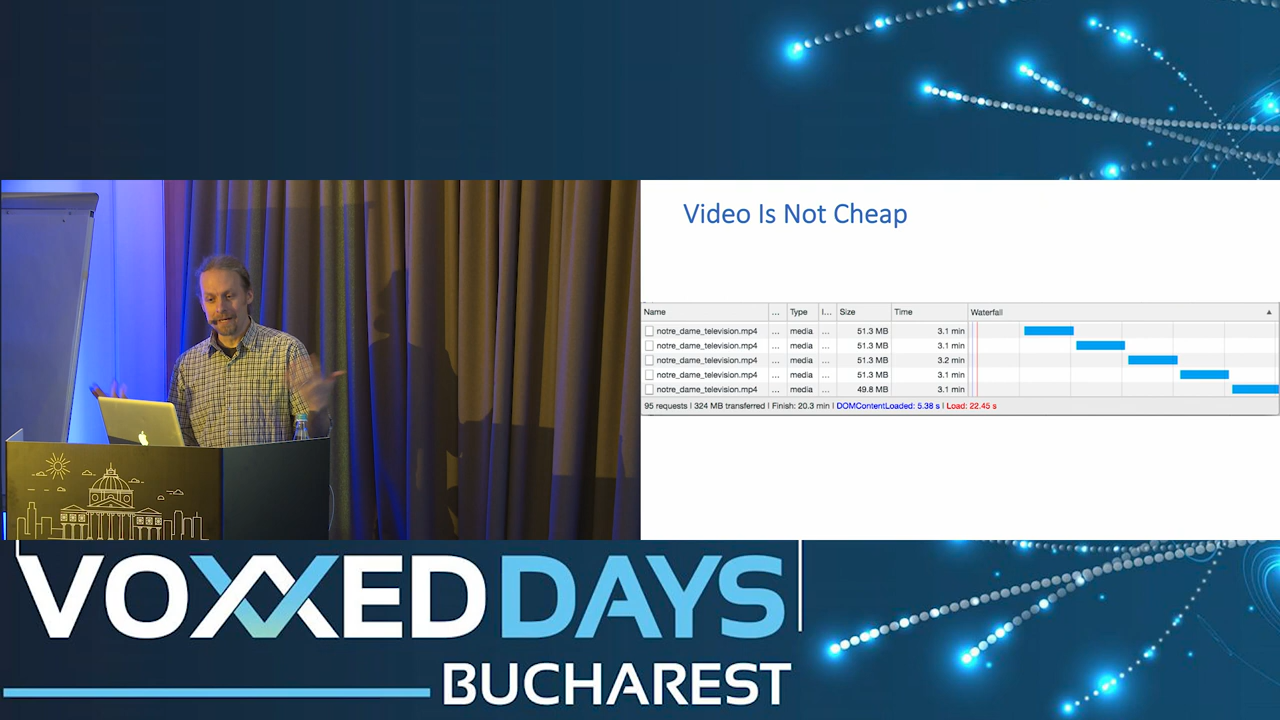 Video Is Not Cheap
Name ... Type I... Size Time Waterfall
notre_dame_television.mp4 ... media ... 51.3 MB 3.1 min
notre_dame_television.mp4 ... media ... 51.3 MB 3.1 min
notre_dame_television.mp4 ... media ... 51.3 MB 3.2 min
notre_dame_television.mp4 ... media ... 51.3 MB 3.1 min
notre_dame_television.mp4 ... media ... 49.8 MB 3.1 min
95 requests | 324 MB transferred | Finish: 20.3 min | DOMContentLoaded: 5.38 s | Load: 22.45 s
VOXXED DAYS
BUCHAREST